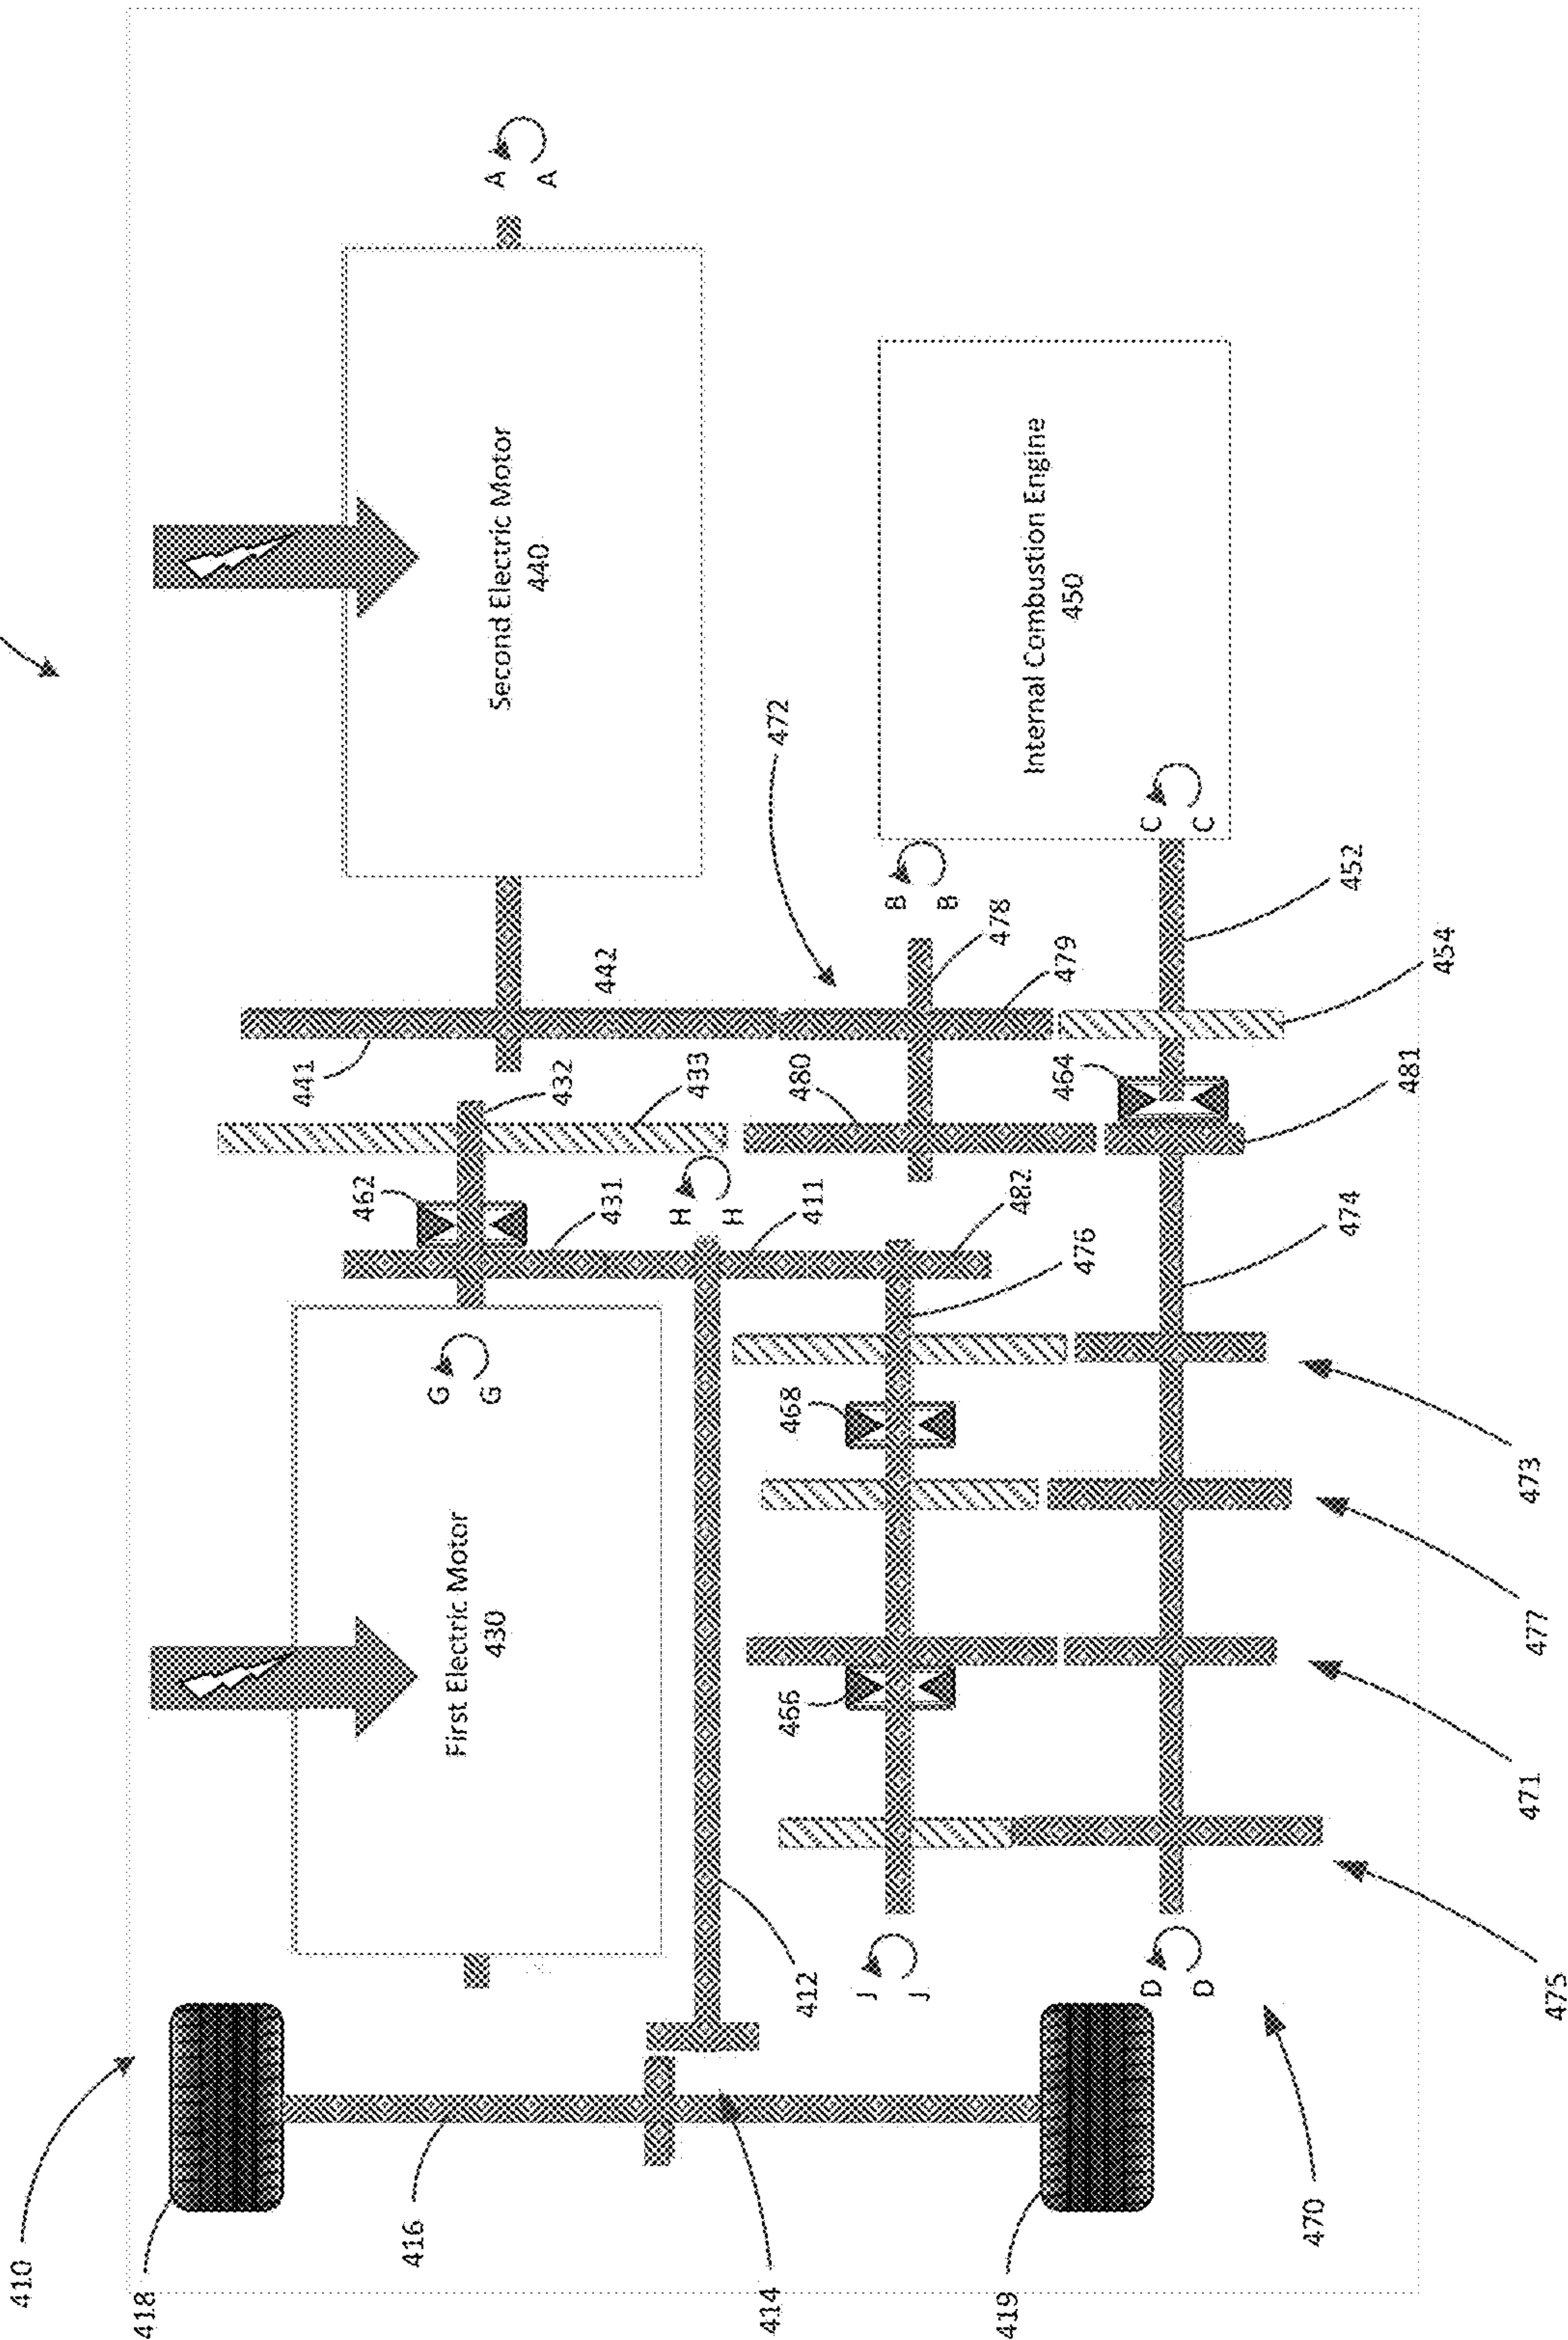 410
418
416
414
419
470
412
First Electric Motor
430
G
G
462
431
432
433
441
442
Second Electric Motor
440
A
A
H
H
411
482
480
472
478
479
B
B
Internal Combustion Engine
450
C
C
452
454
464
481
474
476
468
466
J
J
D
D
473
477
471
475